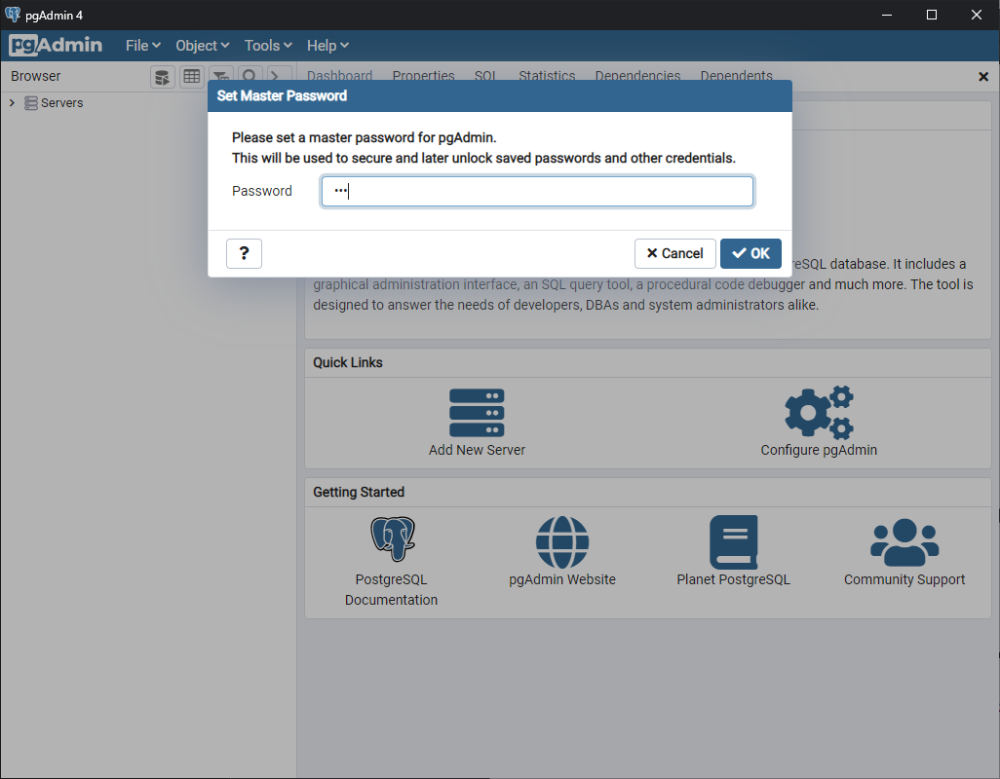 pgAdmin 4
pgAdmin File Object Tools Help
Browser Dashboard Properties SQL Statistics Dependencies Dependents
Servers
Set Master Password
Please set a master password for pgAdmin.
This will be used to secure and later unlock saved passwords and other credentials.
Password •••
? Cancel OK
reSQL database. It includes a
graphical administration interface, an SQL query tool, a procedural code debugger and much more. The tool is
designed to answer the needs of developers, DBAs and system administrators alike.
Quick Links
Add New Server Configure pgAdmin
Getting Started
PostgreSQL
Documentation
pgAdmin Website
Planet PostgreSQL
Community Support